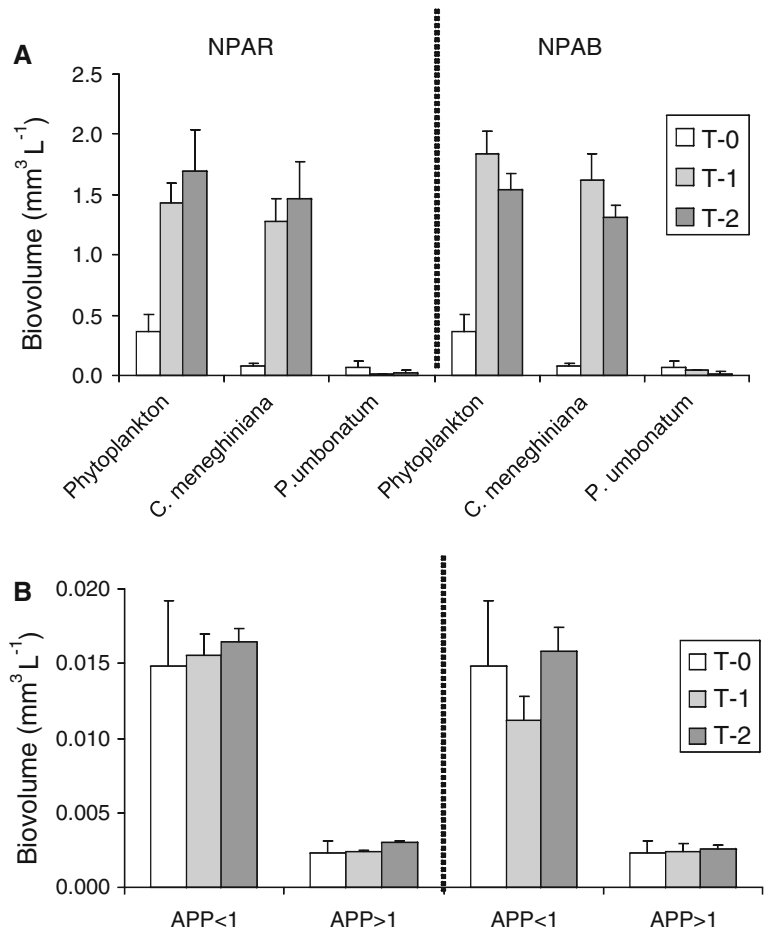 A
NPAR
NPAB
Biovolume (mm³ L⁻¹)
2.5
2.0
1.5
1.0
0.5
0.0
T-0
T-1
T-2
Phytoplankton
C. meneghiniana
P.umbonatum
Phytoplankton
C. meneghiniana
P. umbonatum
B
Biovolume (mm³ L⁻¹)
0.020
0.015
0.010
0.005
0.000
T-0
T-1
T-2
APP<1
APP>1
APP<1
APP>1